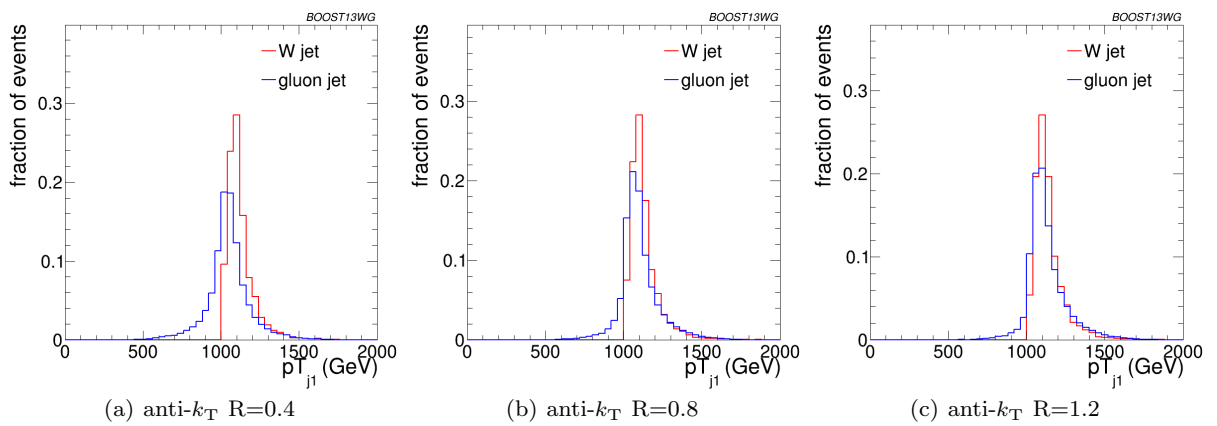 BOOST13WG
fraction of events
W jet
gluon jet
0.3
0.2
0.1
0
0 500 1000 1500 2000
pT_j1 (GeV)
(a) anti-k_T R=0.4
BOOST13WG
fraction of events
W jet
gluon jet
0.3
0.2
0.1
0
0 500 1000 1500 2000
pT_j1 (GeV)
(b) anti-k_T R=0.8
BOOST13WG
fraction of events
W jet
gluon jet
0.3
0.2
0.1
0
0 500 1000 1500 2000
pT_j1 (GeV)
(c) anti-k_T R=1.2